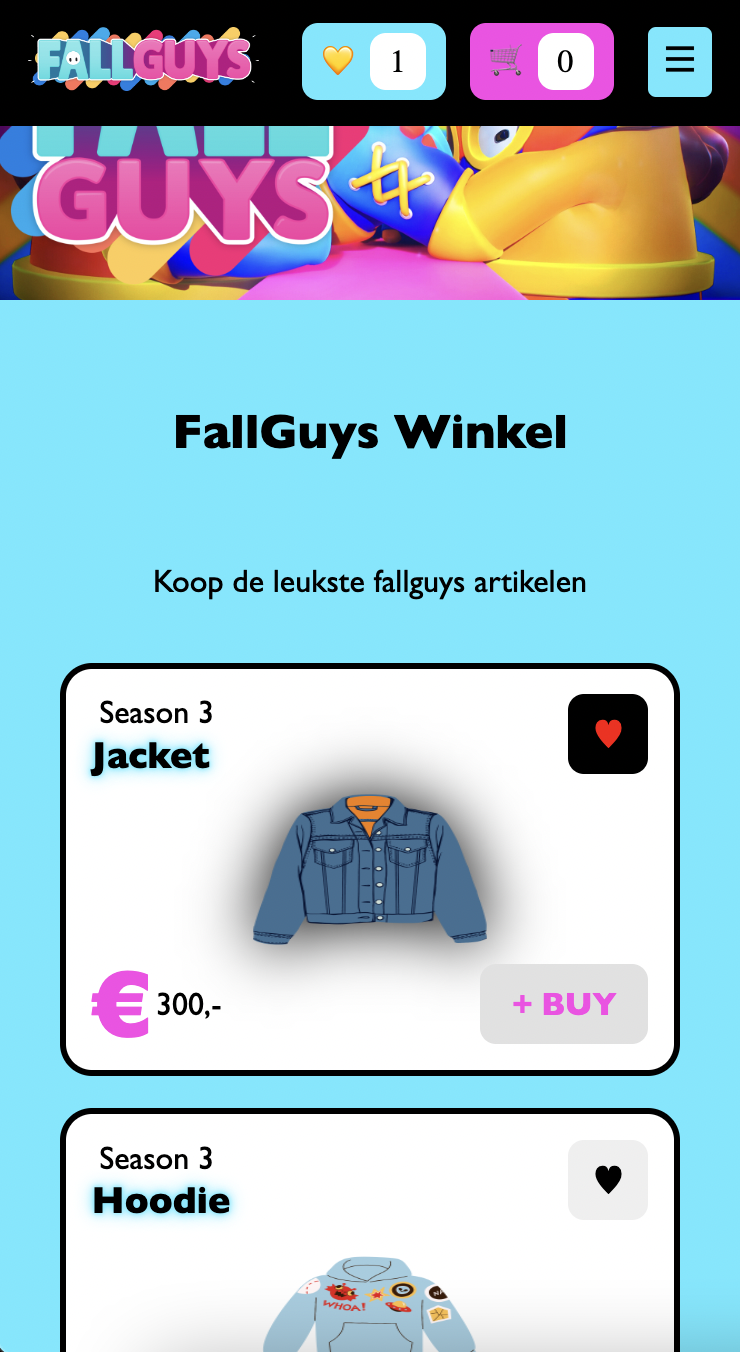 FALLGUYS
1
0
FALL
GUYS
FallGuys Winkel
Koop de leukste fallguys artikelen
Season 3
Jacket
€ 300,-
+ BUY
Season 3
Hoodie
WHOA!